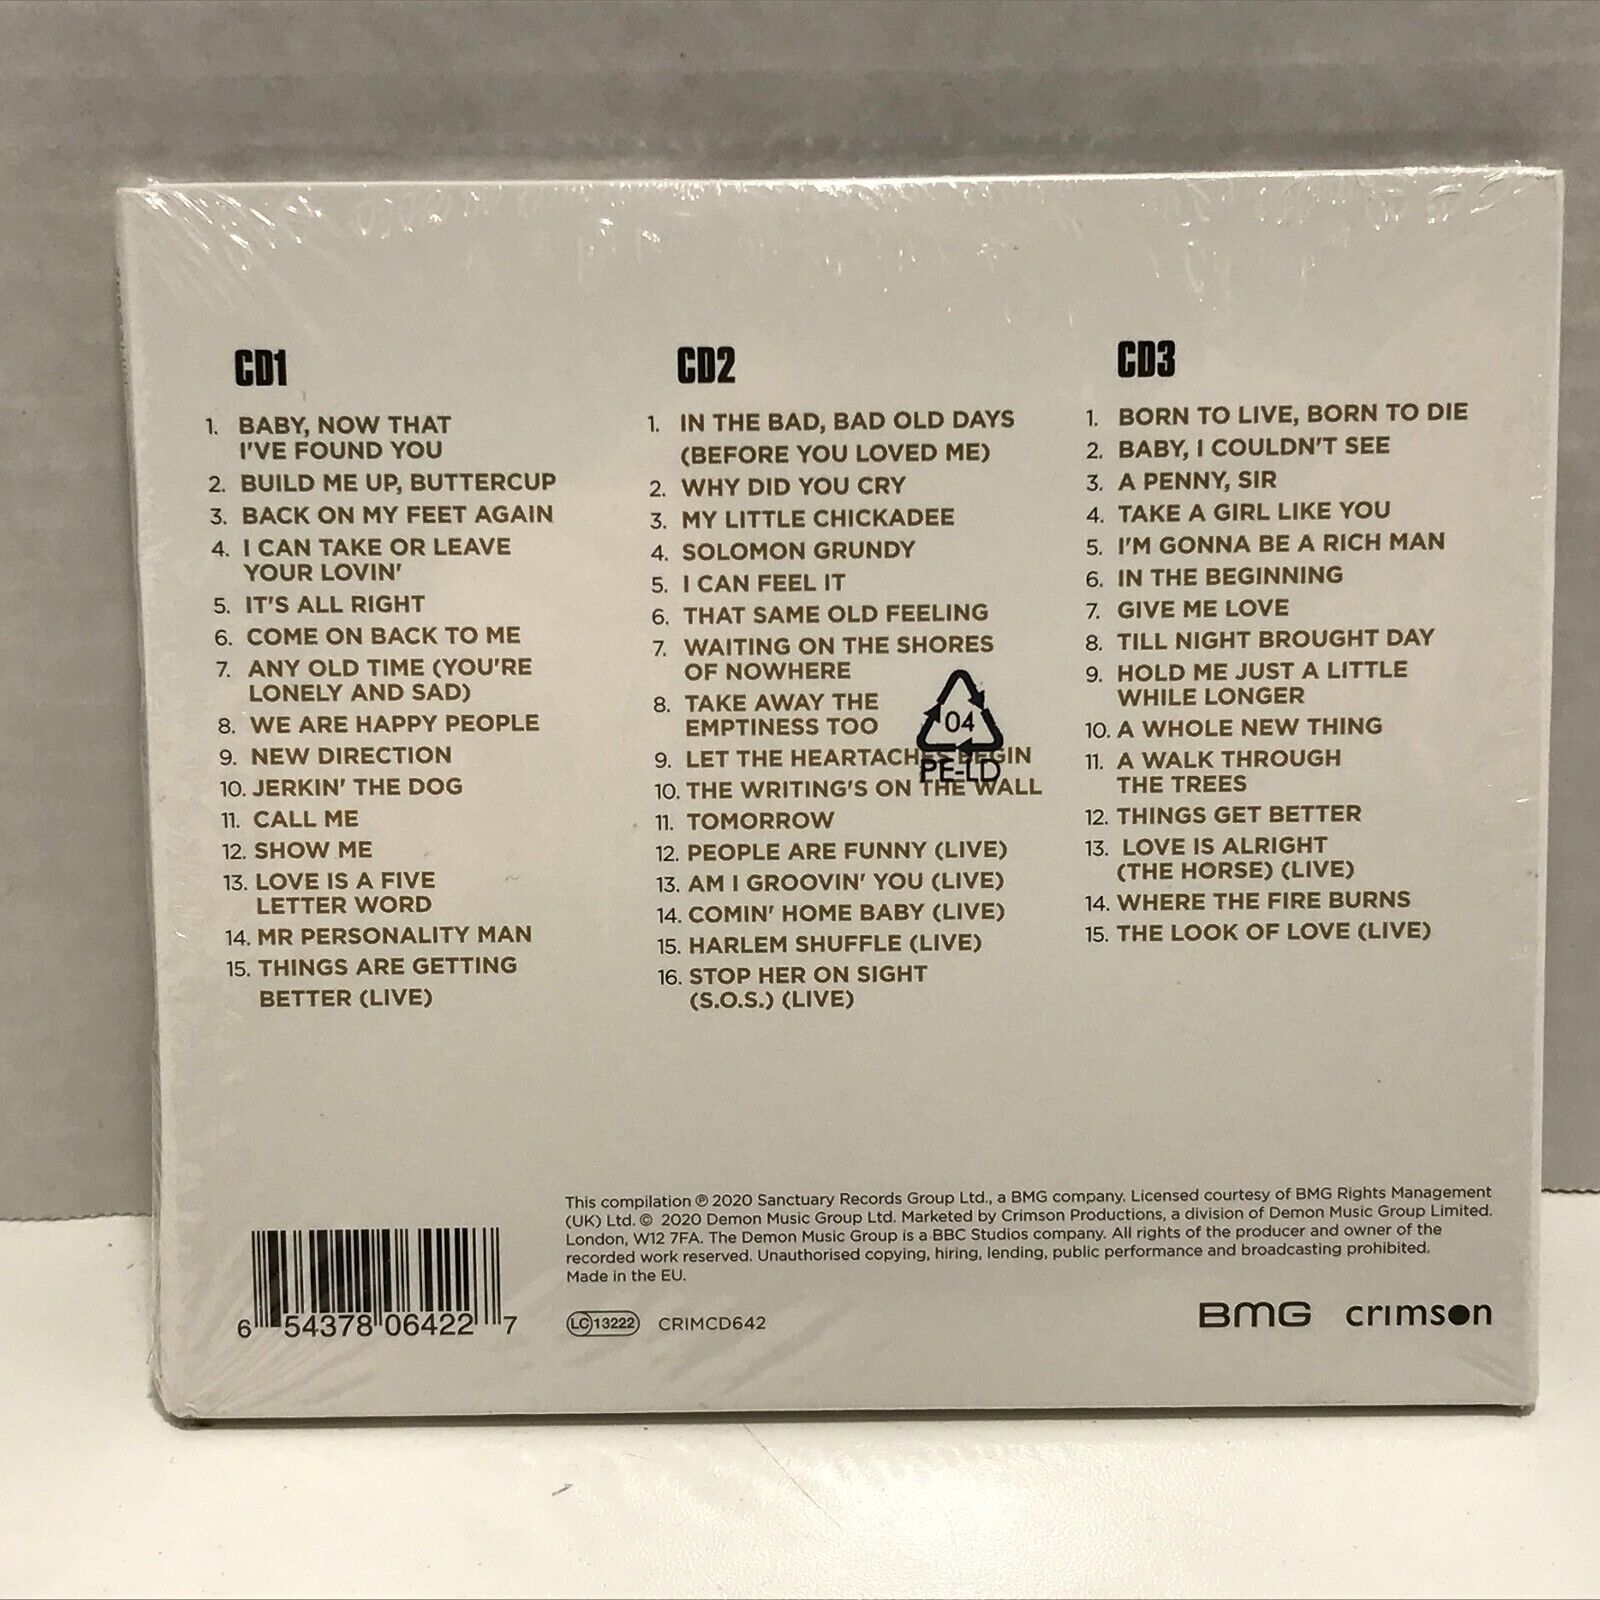 CD1
1. BABY, NOW THAT
I'VE FOUND YOU
2. BUILD ME UP, BUTTERCUP
3. BACK ON MY FEET AGAIN
4. I CAN TAKE OR LEAVE
YOUR LOVIN'
5. IT'S ALL RIGHT
6. COME ON BACK TO ME
7. ANY OLD TIME (YOU'RE
LONELY AND SAD)
8. WE ARE HAPPY PEOPLE
9. NEW DIRECTION
10. JERKIN' THE DOG
11. CALL ME
12. SHOW ME
13. LOVE IS A FIVE
LETTER WORD
14. MR PERSONALITY MAN
15. THINGS ARE GETTING
BETTER (LIVE)
CD2
1. IN THE BAD, BAD OLD DAYS
(BEFORE YOU LOVED ME)
2. WHY DID YOU CRY
3. MY LITTLE CHICKADEE
4. SOLOMON GRUNDY
5. I CAN FEEL IT
6. THAT SAME OLD FEELING
7. WAITING ON THE SHORES
OF NOWHERE
8. TAKE AWAY THE
EMPTINESS TOO
9. LET THE HEARTACHES BEGIN
10. THE WRITING'S ON THE WALL
11. TOMORROW
12. PEOPLE ARE FUNNY (LIVE)
13. AM I GROOVIN' YOU (LIVE)
14. COMIN' HOME BABY (LIVE)
15. HARLEM SHUFFLE (LIVE)
16. STOP HER ON SIGHT
(S.O.S.) (LIVE)
04
PE-LD
CD3
1. BORN TO LIVE, BORN TO DIE
2. BABY, I COULDN'T SEE
3. A PENNY, SIR
4. TAKE A GIRL LIKE YOU
5. I'M GONNA BE A RICH MAN
6. IN THE BEGINNING
7. GIVE ME LOVE
8. TILL NIGHT BROUGHT DAY
9. HOLD ME JUST A LITTLE
WHILE LONGER
10. A WHOLE NEW THING
11. A WALK THROUGH
THE TREES
12. THINGS GET BETTER
13. LOVE IS ALRIGHT
(THE HORSE) (LIVE)
14. WHERE THE FIRE BURNS
15. THE LOOK OF LOVE (LIVE)
This compilation ℗ 2020 Sanctuary Records Group Ltd., a BMG company. Licensed courtesy of BMG Rights Management
(UK) Ltd. © 2020 Demon Music Group Ltd. Marketed by Crimson Productions, a division of Demon Music Group Limited.
London, W12 7FA. The Demon Music Group is a BBC Studios company. All rights of the producer and owner of the
recorded work reserved. Unauthorised copying, hiring, lending, public performance and broadcasting prohibited.
Made in the EU.
6 54378 06422 7
LC 13222 CRIMCD642
BMG crimson